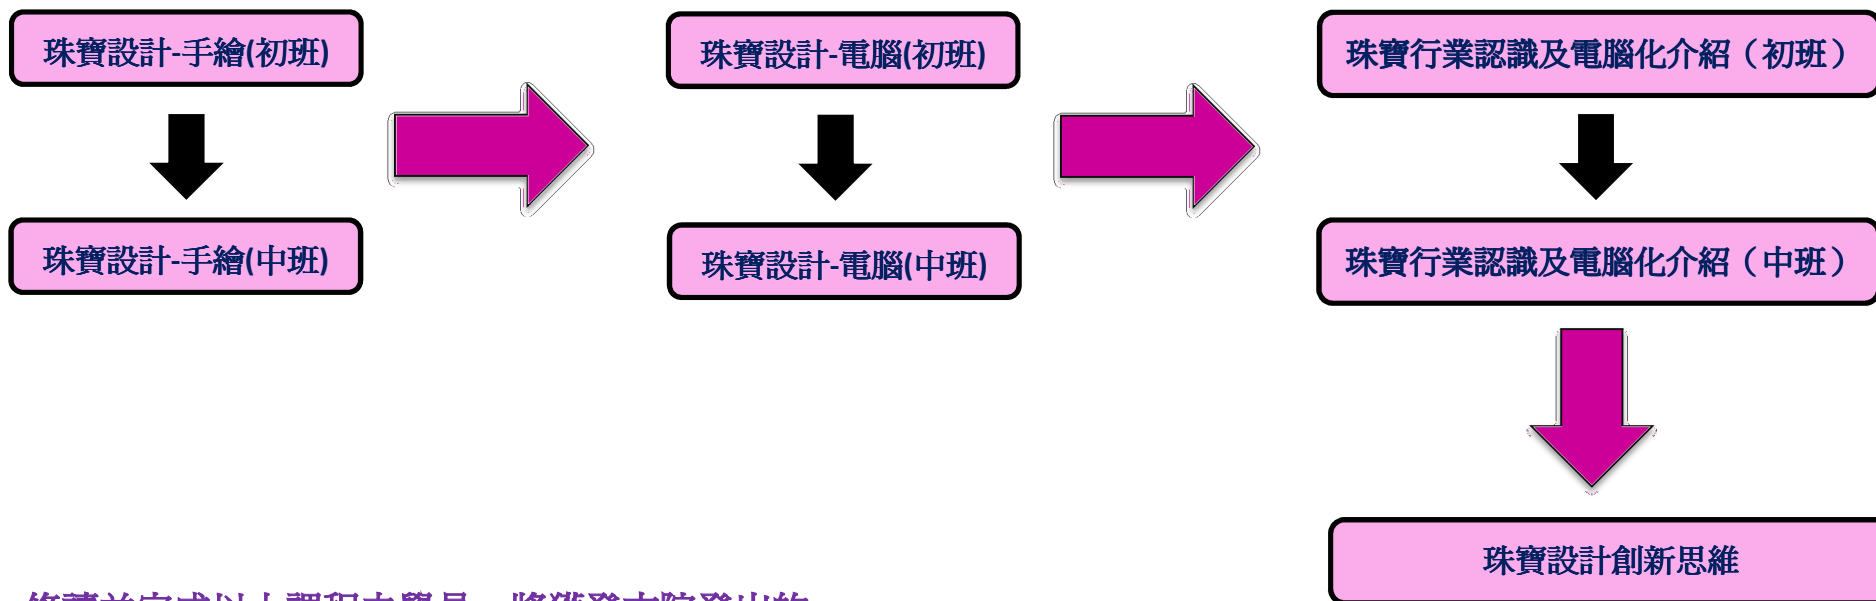 珠寶設計-手繪(初班)
珠寶設計-電腦(初班)
珠寶行業認識及電腦化介紹（初班）
珠寶設計-手繪(中班)
珠寶設計-電腦(中班)
珠寶行業認識及電腦化介紹（中班）
珠寶設計創新思維